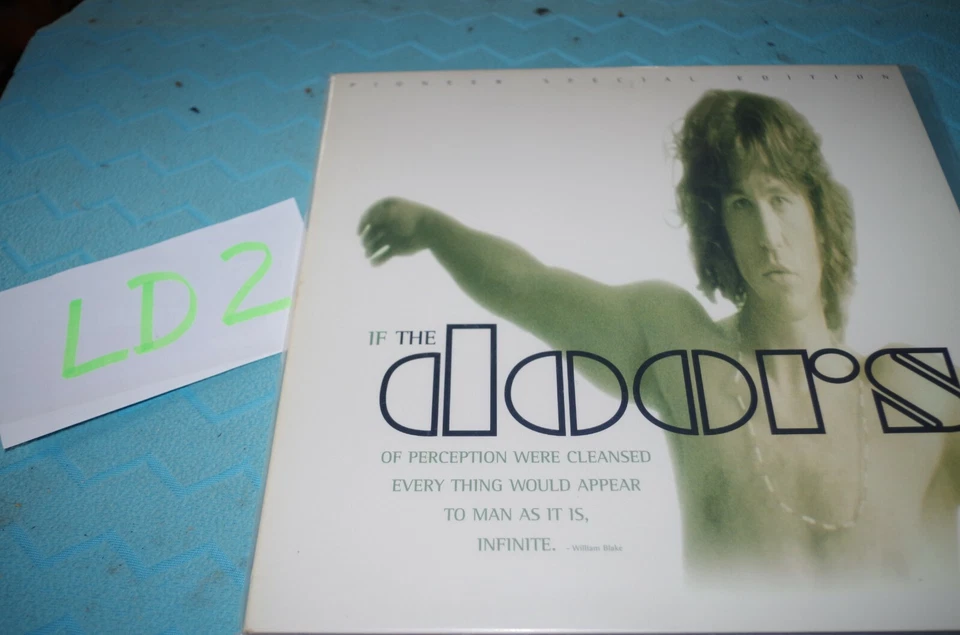 PIONEER SPECIAL EDITION
LD2
IF THE
doors
OF PERCEPTION WERE CLEANSED
EVERY THING WOULD APPEAR
TO MAN AS IT IS,
INFINITE. - William Blake